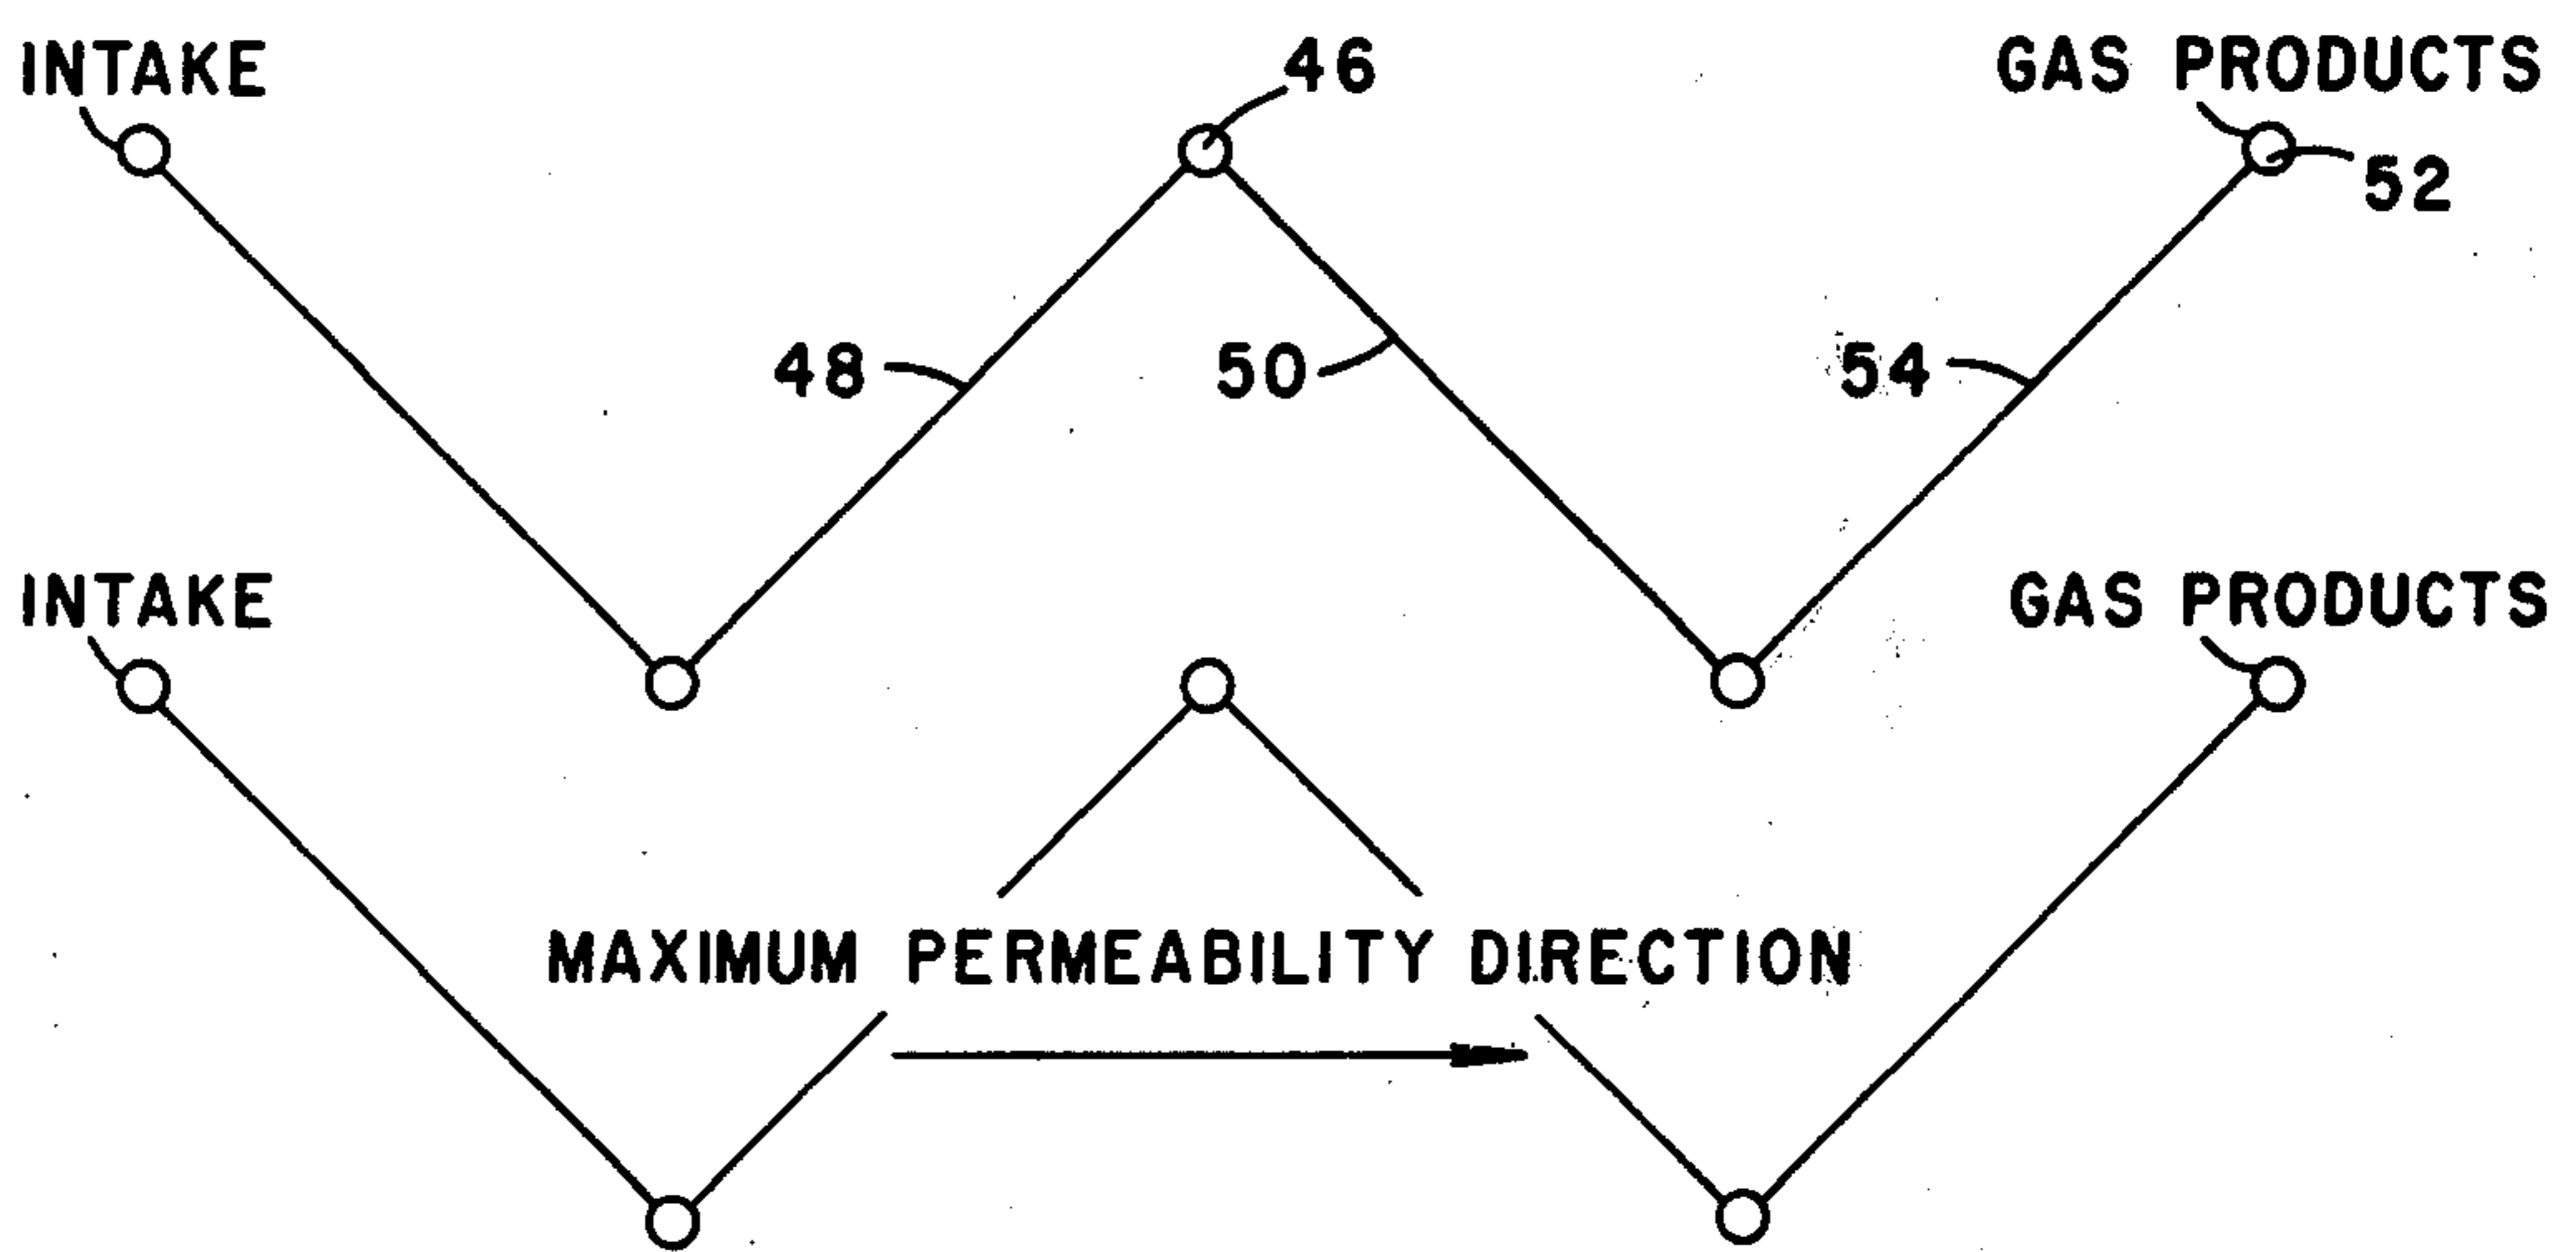 INTAKE
46
GAS PRODUCTS
52
48
50
54
INTAKE
GAS PRODUCTS
MAXIMUM PERMEABILITY DIRECTION